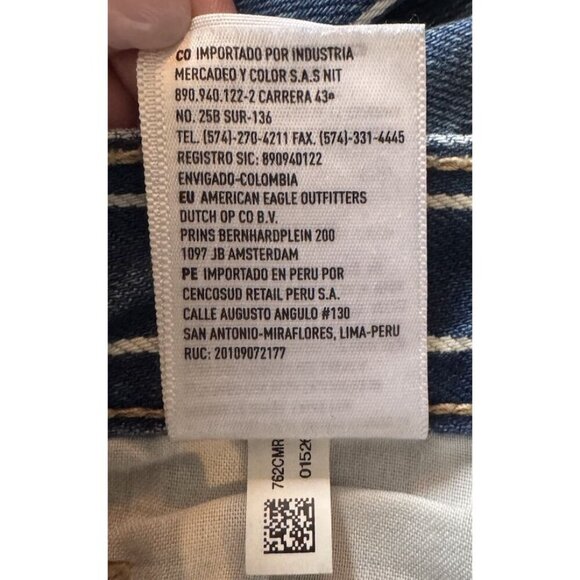 CO IMPORTADO POR INDUSTRIA
MERCADEO Y COLOR S.A.S NIT
890.940.122-2 CARRERA 43ª
NO. 25B SUR-136
TEL. (574)-270-4211 FAX. (574)-331-4445
REGISTRO SIC: 890940122
ENVIGADO-COLOMBIA
EU AMERICAN EAGLE OUTFITTERS
DUTCH OP CO B.V.
PRINS BERNHARDPLEIN 200
1097 JB AMSTERDAM
PE IMPORTADO EN PERU POR
CENCOSUD RETAIL PERU S.A.
CALLE AUGUSTO ANGULO #130
SAN ANTONIO-MIRAFLORES, LIMA-PERU
RUC: 20109072177
762CMR
0152